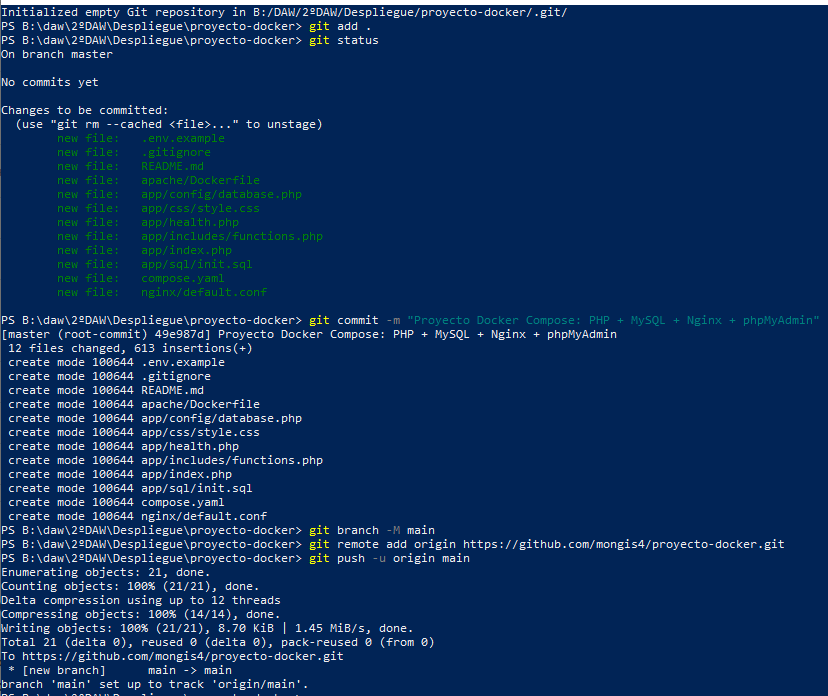 Initialized empty Git repository in B:/DAW/2ºDAW/Despliegue/proyecto-docker/.git/
PS B:\daw\2ºDAW\Despliegue\proyecto-docker> git add .
PS B:\daw\2ºDAW\Despliegue\proyecto-docker> git status
On branch master
No commits yet
Changes to be committed:
(use "git rm --cached <file>..." to unstage)
new file:   .env.example
new file:   .gitignore
new file:   README.md
new file:   apache/Dockerfile
new file:   app/config/database.php
new file:   app/css/style.css
new file:   app/health.php
new file:   app/includes/functions.php
new file:   app/index.php
new file:   app/sql/init.sql
new file:   compose.yaml
new file:   nginx/default.conf
PS B:\daw\2ºDAW\Despliegue\proyecto-docker> git commit -m "Proyecto Docker Compose: PHP + MySQL + Nginx + phpMyAdmin"
[master (root-commit) 49e987d] Proyecto Docker Compose: PHP + MySQL + Nginx + phpMyAdmin
12 files changed, 613 insertions(+)
create mode 100644 .env.example
create mode 100644 .gitignore
create mode 100644 README.md
create mode 100644 apache/Dockerfile
create mode 100644 app/config/database.php
create mode 100644 app/css/style.css
create mode 100644 app/health.php
create mode 100644 app/includes/functions.php
create mode 100644 app/index.php
create mode 100644 app/sql/init.sql
create mode 100644 compose.yaml
create mode 100644 nginx/default.conf
PS B:\daw\2ºDAW\Despliegue\proyecto-docker> git branch -M main
PS B:\daw\2ºDAW\Despliegue\proyecto-docker> git remote add origin https://github.com/mongis4/proyecto-docker.git
PS B:\daw\2ºDAW\Despliegue\proyecto-docker> git push -u origin main
Enumerating objects: 21, done.
Counting objects: 100% (21/21), done.
Delta compression using up to 12 threads
Compressing objects: 100% (14/14), done.
Writing objects: 100% (21/21), 8.70 KiB | 1.45 MiB/s, done.
Total 21 (delta 0), reused 0 (delta 0), pack-reused 0 (from 0)
To https://github.com/mongis4/proyecto-docker.git
* [new branch]      main -> main
branch 'main' set up to track 'origin/main'.